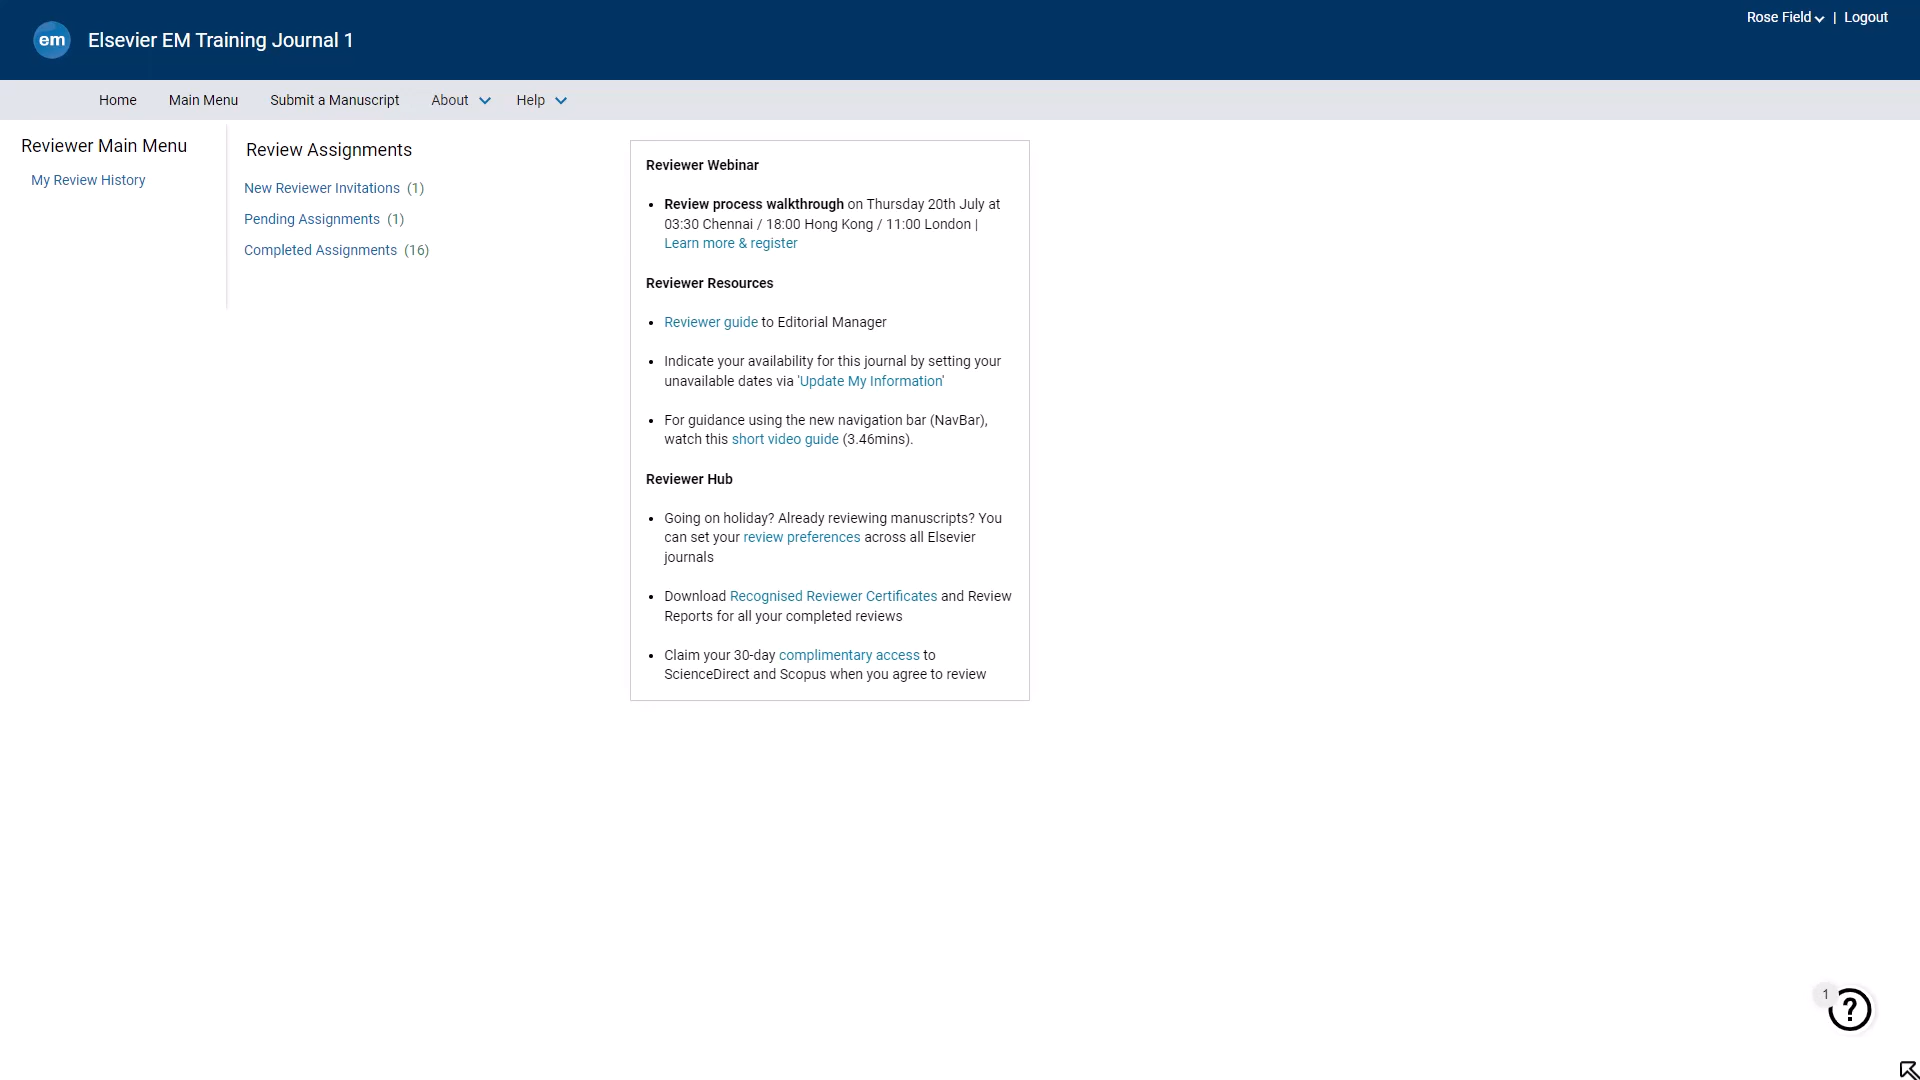 Rose Field | Logout
em Elsevier EM Training Journal 1
Home Main Menu Submit a Manuscript About Help
Reviewer Main Menu
My Review History
Review Assignments
New Reviewer Invitations (1)
Pending Assignments (1)
Completed Assignments (16)
Reviewer Webinar
• Review process walkthrough on Thursday 20th July at
03:30 Chennai / 18:00 Hong Kong / 11:00 London |
Learn more & register
Reviewer Resources
• Reviewer guide to Editorial Manager
• Indicate your availability for this journal by setting your
unavailable dates via 'Update My Information'
• For guidance using the new navigation bar (NavBar),
watch this short video guide (3.46mins).
Reviewer Hub
• Going on holiday? Already reviewing manuscripts? You
can set your review preferences across all Elsevier
journals
• Download Recognised Reviewer Certificates and Review
Reports for all your completed reviews
• Claim your 30-day complimentary access to
ScienceDirect and Scopus when you agree to review
1
?